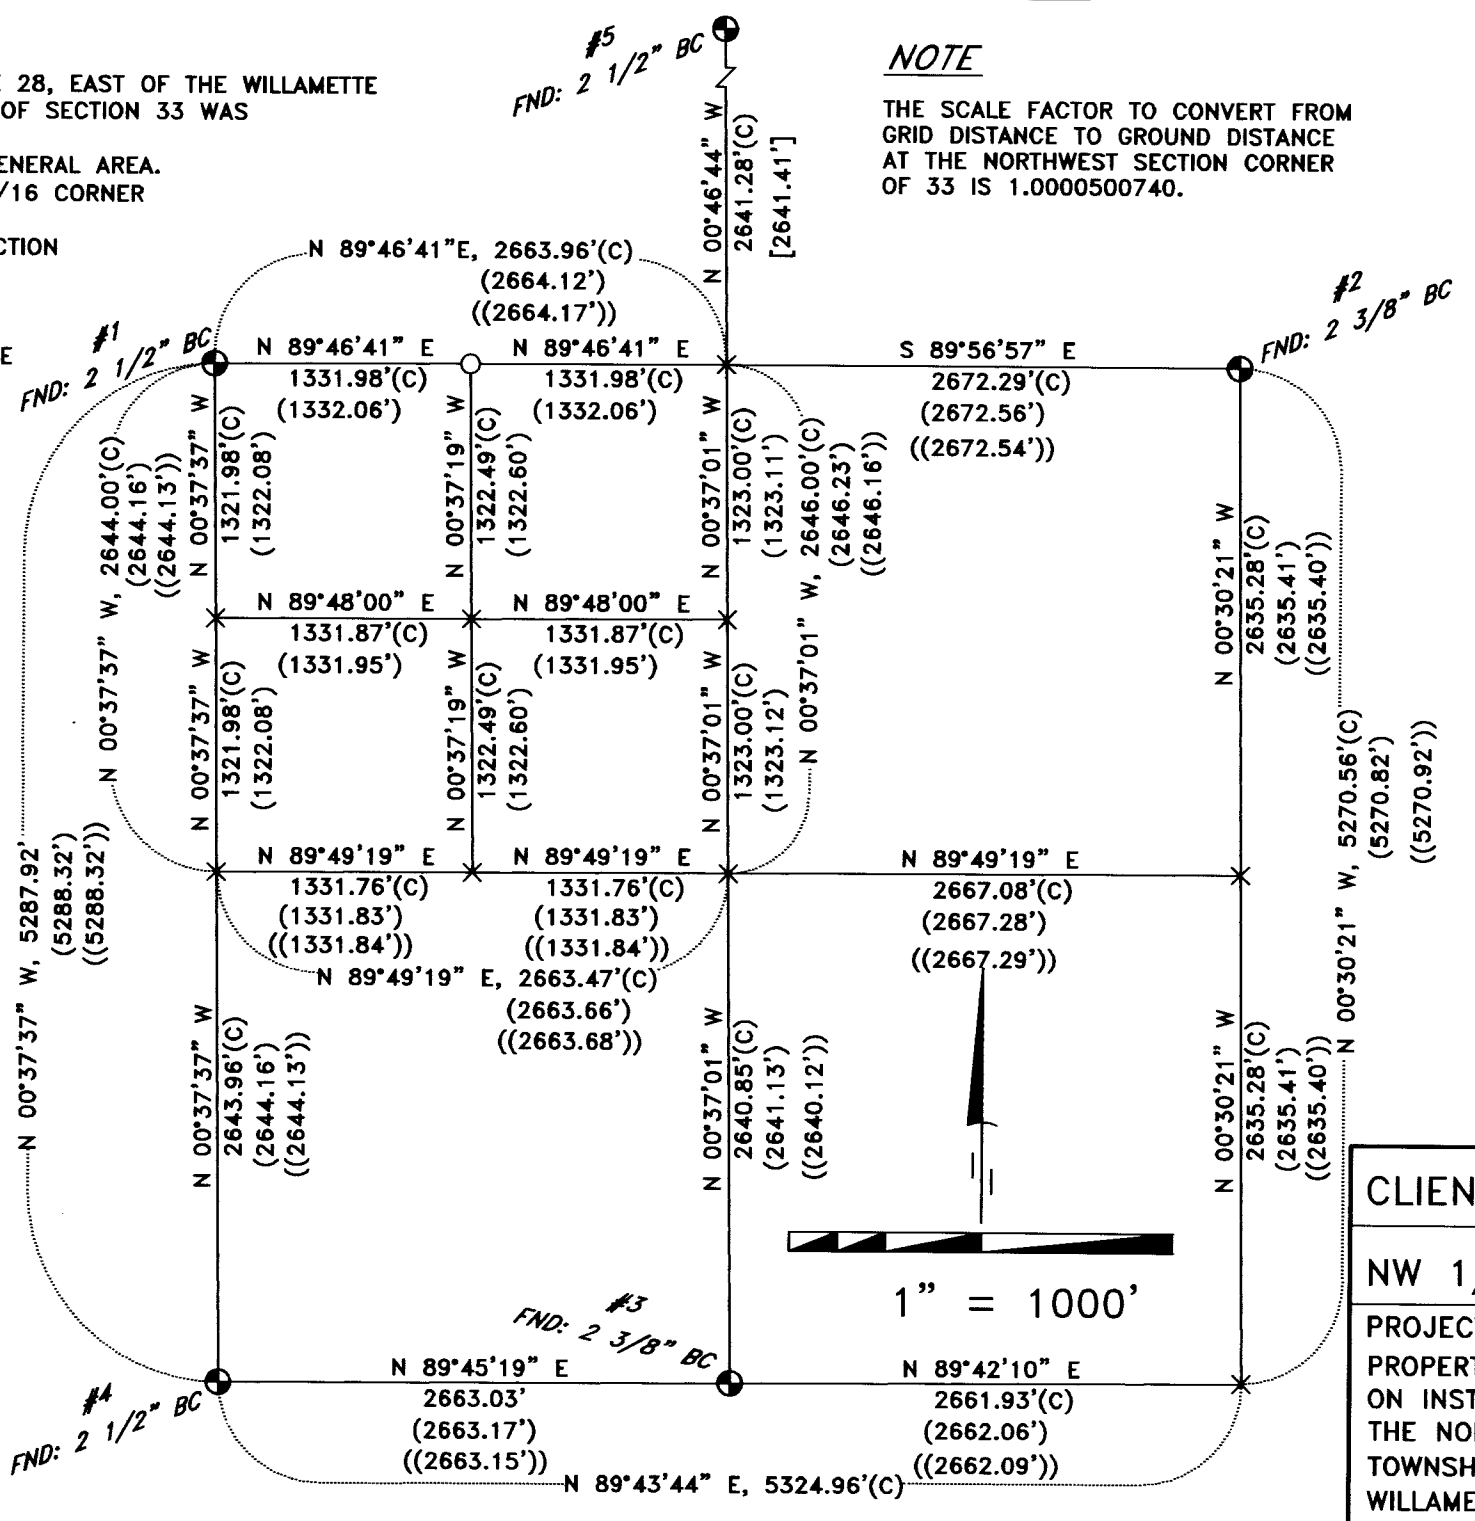 E 28, EAST OF THE WILLAMETTE
OF SECTION 33 WAS
ENERAL AREA.
/16 CORNER
CTION
E
#5
FND: 2 1/2" BC
NOTE
THE SCALE FACTOR TO CONVERT FROM
GRID DISTANCE TO GROUND DISTANCE
AT THE NORTHWEST SECTION CORNER
OF 33 IS 1.0000500740.
N 00°46'44" W
2641.28'(C)
[2641.41']
N 89°46'41"E, 2663.96'(C)
(2664.12')
((2664.17'))
#1
FND: 2 1/2" BC
#2
FND: 2 3/8" BC
N 89°46'41" E
1331.98'(C)
(1332.06')
N 89°46'41" E
1331.98'(C)
(1332.06')
S 89°56'57" E
2672.29'(C)
(2672.56')
((2672.54'))
N 00°37'37" W, 2644.00'(C)
(2644.16')
((2644.13'))
N 00°37'37" W
1321.98'(C)
(1322.08')
N 00°37'19" W
1322.49'(C)
(1322.60')
N 00°37'01" W
1323.00'(C)
(1323.11')
N 00°37'01" W, 2646.00'(C)
(2646.23')
((2646.16'))
N 00°30'21" W
2635.28'(C)
(2635.41')
((2635.40'))
N 89°48'00" E
1331.87'(C)
(1331.95')
N 89°48'00" E
1331.87'(C)
(1331.95')
N 00°37'37" W
1321.98'(C)
(1322.08')
N 00°37'19" W
1322.49'(C)
(1322.60')
N 00°37'01" W
1323.00'(C)
(1323.12')
N 00°30'21" W, 5270.56'(C)
(5270.82')
((5270.92'))
N 00°37'37" W, 5287.92'
(5288.32')
((5288.32'))
N 89°49'19" E
1331.76'(C)
(1331.83')
((1331.84'))
N 89°49'19" E
1331.76'(C)
(1331.83')
((1331.84'))
N 89°49'19" E
2667.08'(C)
(2667.28')
((2667.29'))
N 89°49'19" E, 2663.47'(C)
(2663.66')
((2663.68'))
N 00°37'37" W
2643.96'(C)
(2644.16')
((2644.13'))
N 00°37'01" W
2640.85'(C)
(2641.13')
((2640.12'))
N 00°30'21" W
2635.28'(C)
(2635.41')
((2635.40'))
1" = 1000'
#3
FND: 2 3/8" BC
#4
FND: 2 1/2" BC
N 89°45'19" E
2663.03'
(2663.17')
((2663.15'))
N 89°42'10" E
2661.93'(C)
(2662.06')
((2662.09'))
N 89°43'44" E, 5324.96'(C)
CLIEN
NW 1/
PROJEC
PROPERT
ON INST
THE NOR
TOWNSH
WILLAME